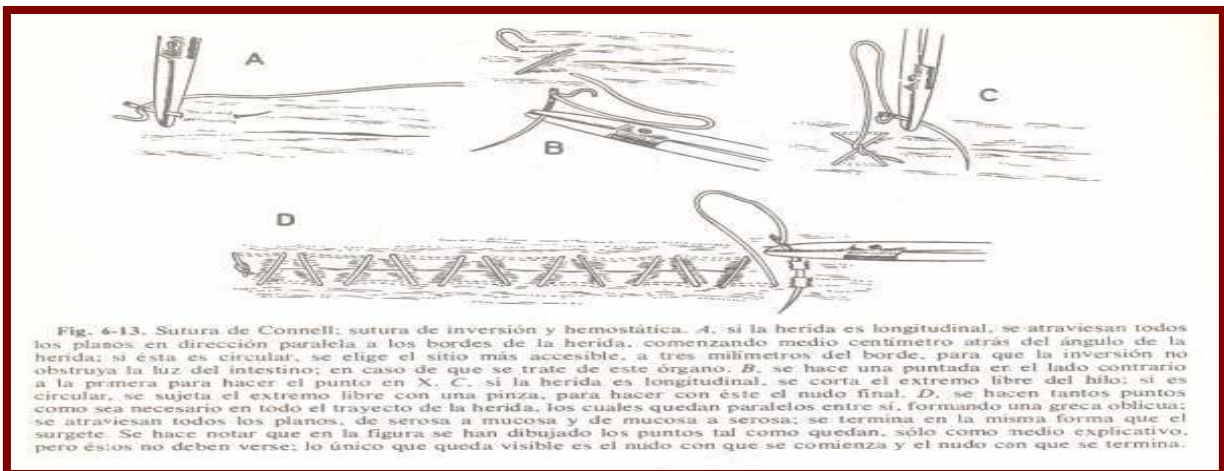 A
B
C
D
Fig. 6-13. Sutura de Connell; sutura de inversión y hemostática. A, si la herida es longitudinal, se atraviesan todos
los planos en dirección paralela a los bordes de la herida, comenzando medio centímetro atrás del ángulo de la
herida; si ésta es circular, se elige el sitio más accesible, a tres milímetros del borde, para que la inversión no
obstruya la luz del intestino; en caso de que se trate de este órgano. B, se hace una puntada en el lado contrario
a la primera para hacer el punto en X. C, si la herida es longitudinal, se corta el extremo libre del hilo; si es
circular, se sujeta el extremo libre con una pinza, para hacer con éste el nudo final. D, se hacen tantos puntos
como sea necesario en todo el trayecto de la herida, los cuales quedan paralelos entre sí, formando una greca oblicua;
se atraviesan todos los planos, de serosa a mucosa y de mucosa a serosa; se termina en la misma forma que el
surgete. Se hace notar que en la figura se han dibujado los puntos tal como quedan, sólo como medio explicativo,
pero éstos no deben verse; lo único que queda visible es el nudo con que se comienza y el nudo con que se termina.